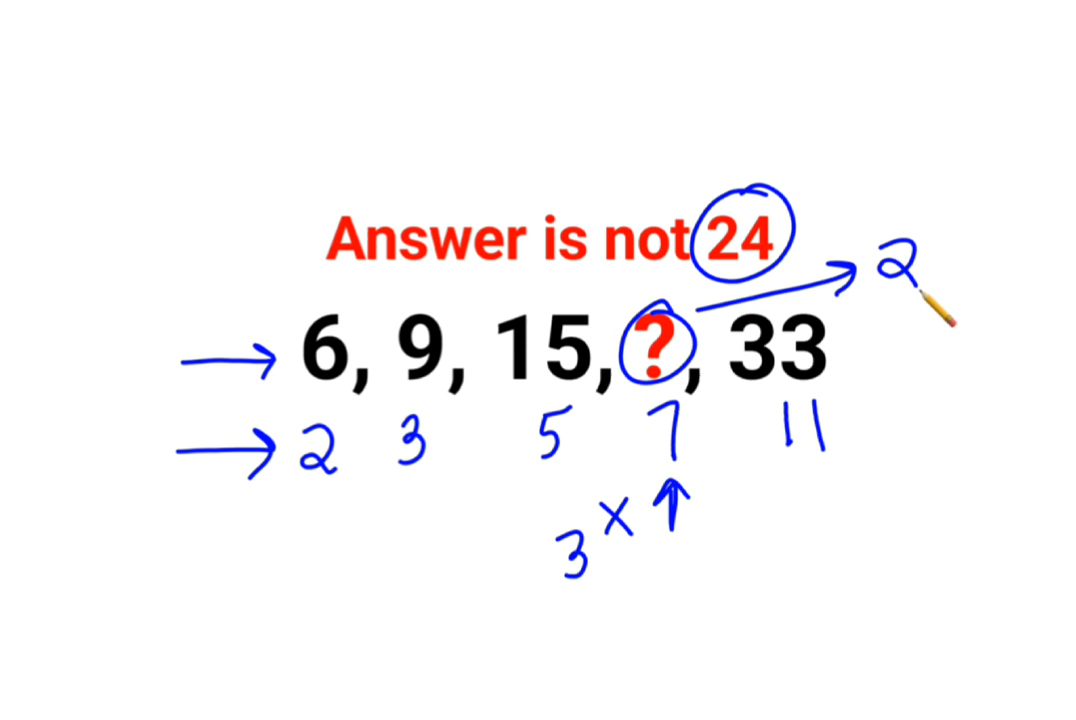 Answer is not 24
2
6, 9, 15, ?, 33
2 3 5 7 11
3 x